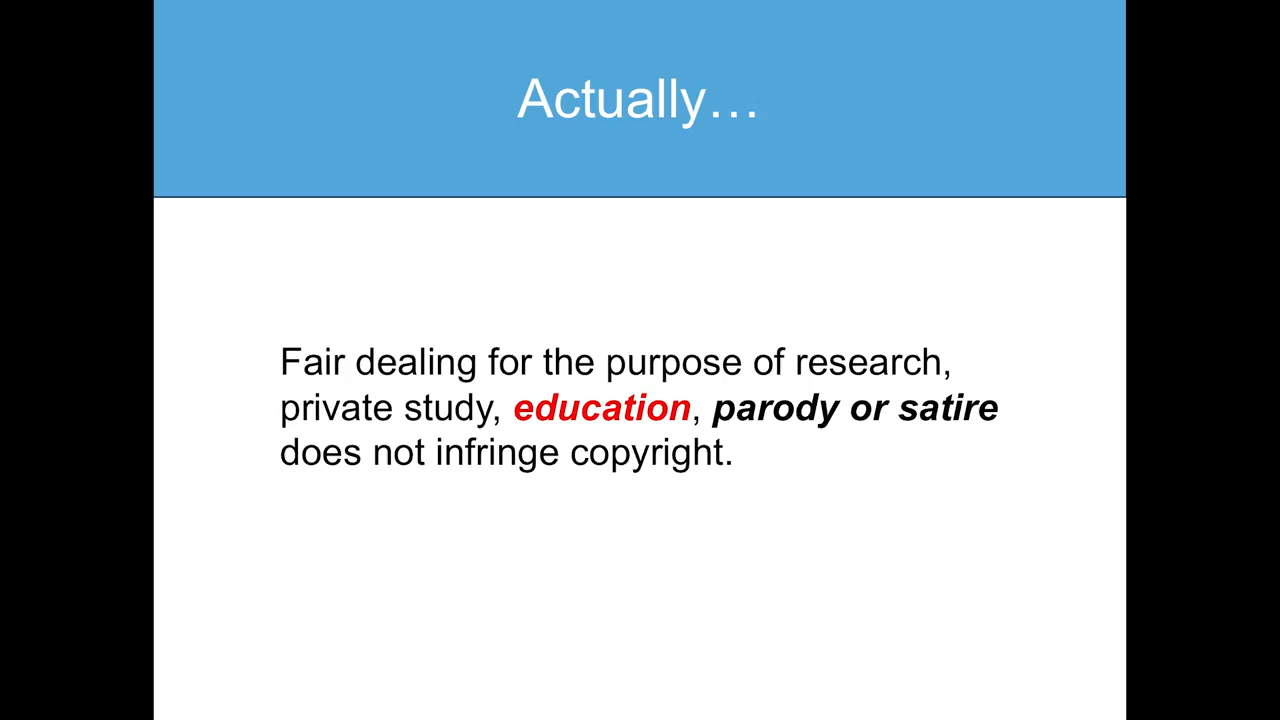 Actually…
Fair dealing for the purpose of research,
private study, education, parody or satire
does not infringe copyright.